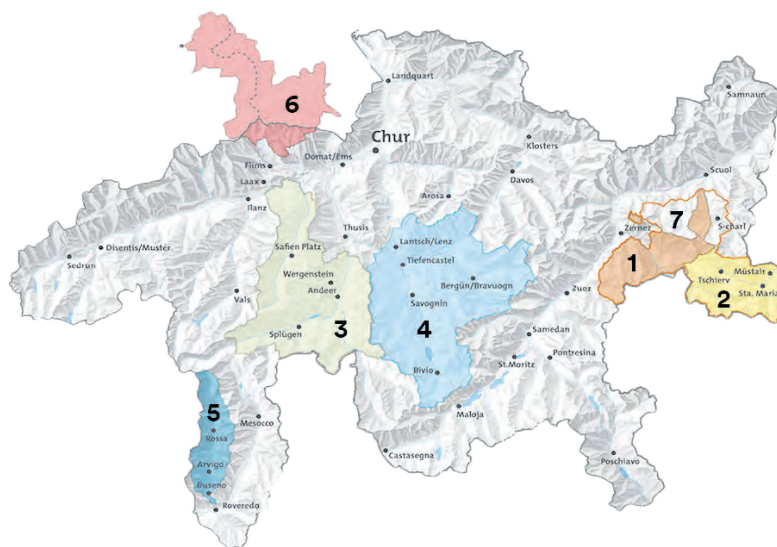 Landquart
Samnaun
6
Chur
Klosters
Flims
Domat/Ems
Davos
Scuol
Laax
Arosa
Ilanz
7
S-charl
Thusis
Zernez
Disentis/Mustér
Safien Platz
Lantsch/Lenz
Sedrun
Tiefencastel
1
Müstair
Wergenstein
Bergün/Bravuogn
Tschierv
Vals
Andeer
Savognin
Zuoz
2
Sta. Maria
Splügen
3
4
Samedan
St.Moritz
Pontresina
Bivio
5
Mesocco
Maloja
Rossa
Castasegna
Poschiavo
Arvigo
Buseno
Roveredo